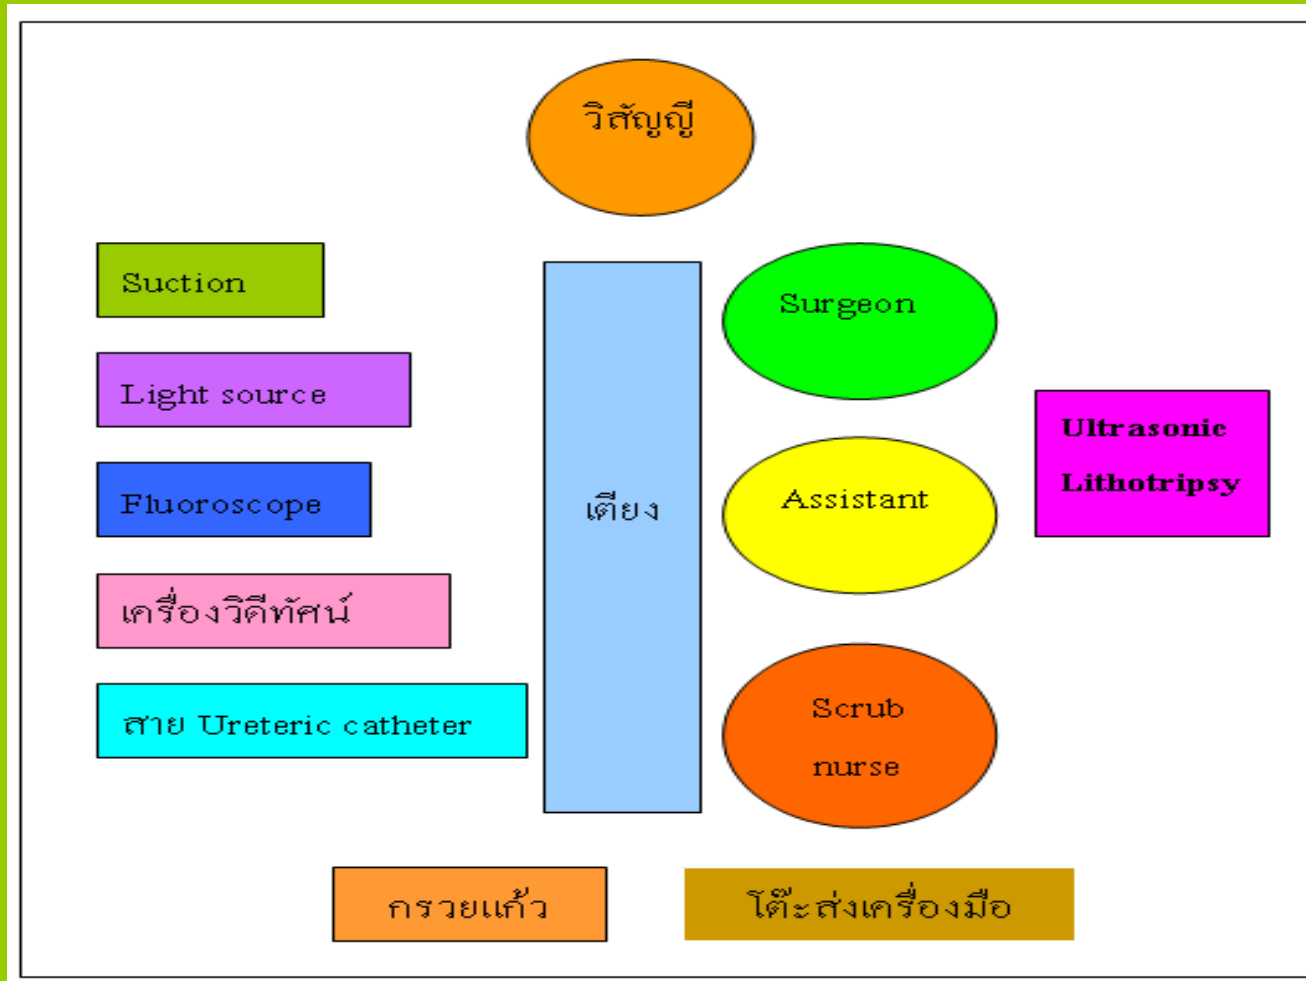 วิสัญญี
Suction
Surgeon
Light source
Ultrasonic
Lithotripsy
Fluoroscope
เตียง
Assistant
เครื่องวิดีทัศน์
สาย Ureteric catheter
Scrub
nurse
กรวยแก้ว
โต๊ะส่งเครื่องมือ